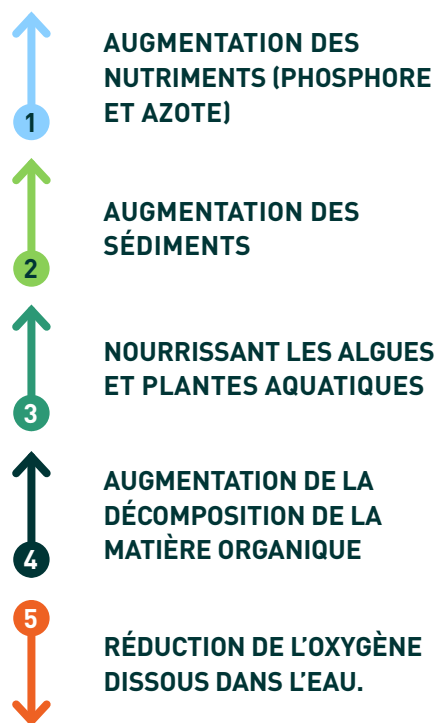 1
AUGMENTATION DES
NUTRIMENTS (PHOSPHORE
ET AZOTE)
2
AUGMENTATION DES
SÉDIMENTS
3
NOURRISSANT LES ALGUES
ET PLANTES AQUATIQUES
4
AUGMENTATION DE LA
DÉCOMPOSITION DE LA
MATIÈRE ORGANIQUE
5
RÉDUCTION DE L'OXYGÈNE
DISSOUS DANS L'EAU.